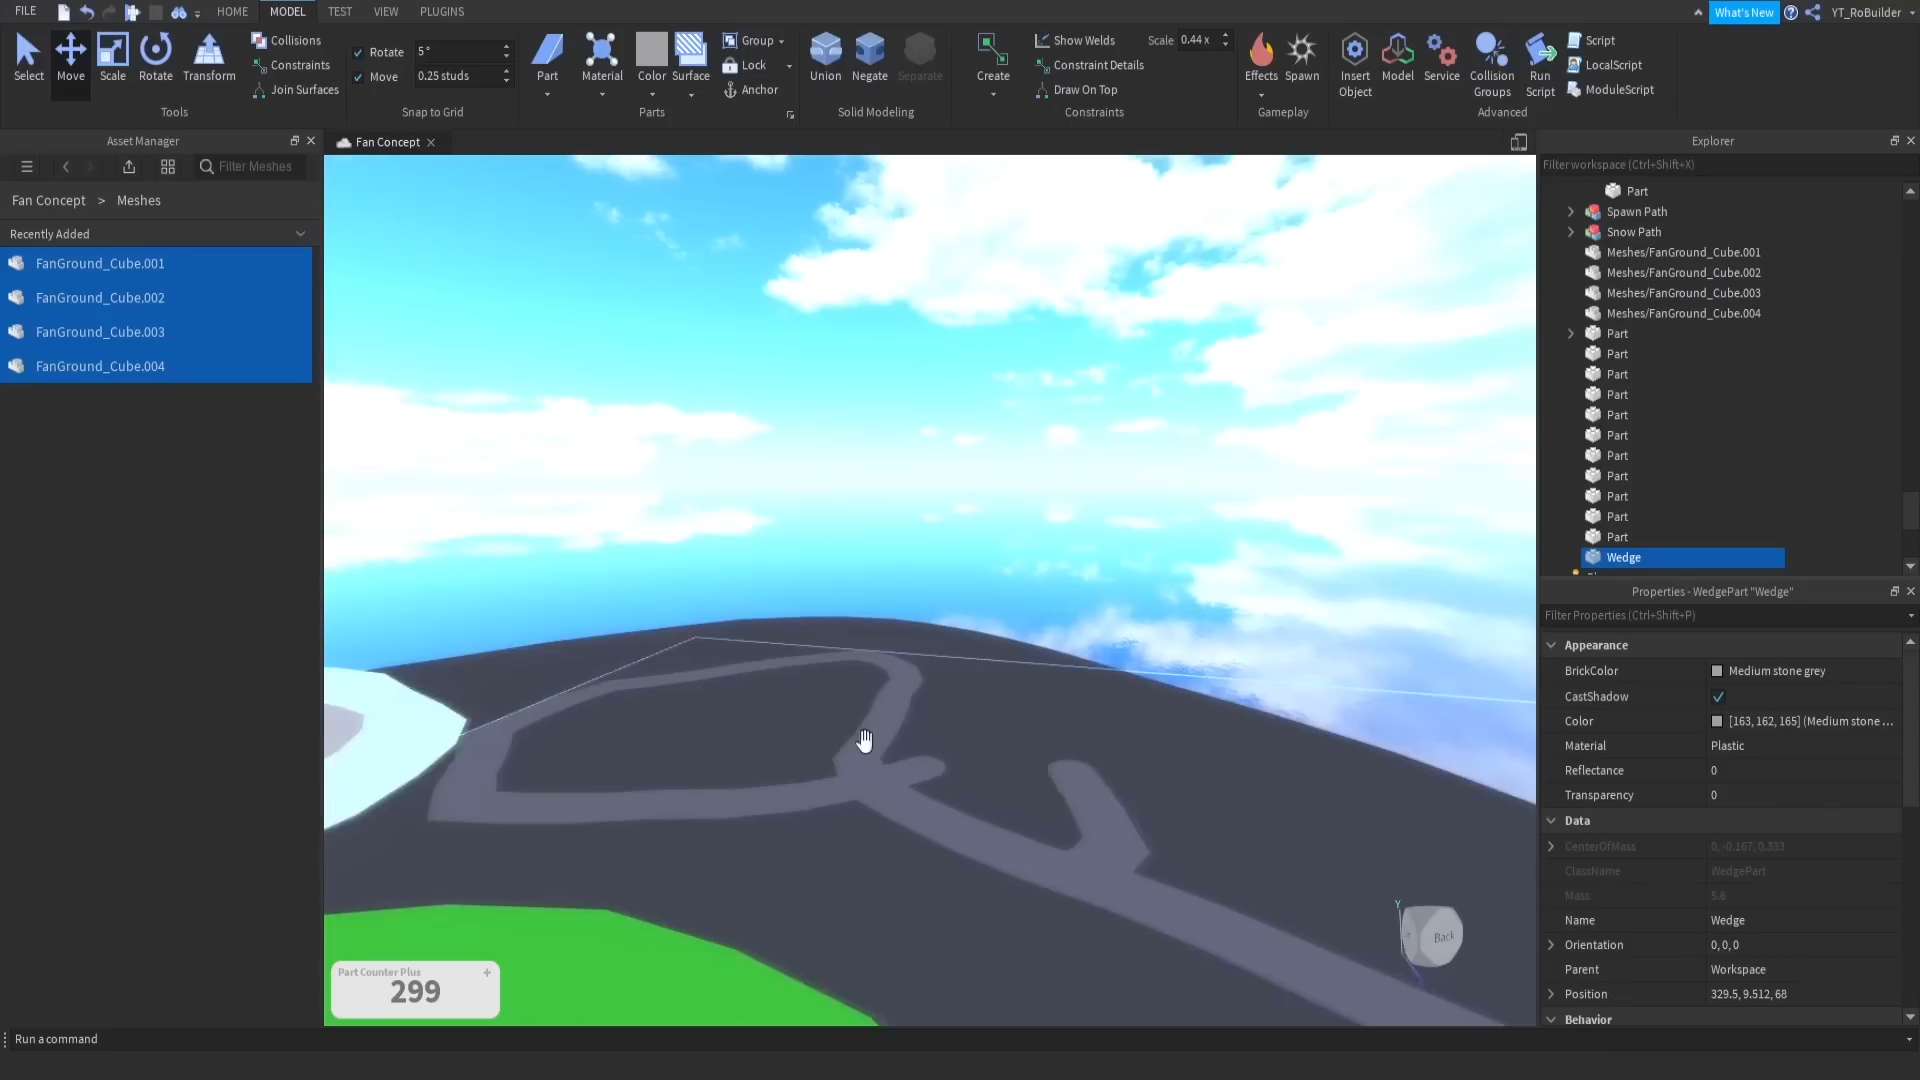 FILE
HOME
MODEL
TEST
VIEW
PLUGINS
What's New
YT_RoBuilder
Select
Move
Scale
Rotate
Transform
Collisions
Constraints
Join Surfaces
Tools
Rotate 5°
Move 0.25 studs
Snap to Grid
Part
Material
Color
Surface
Group
Lock
Anchor
Parts
Union
Negate
Separate
Solid Modeling
Create
Show Welds
Constraint Details
Draw On Top
Scale 0.44 x
Constraints
Effects
Spawn
Gameplay
Insert
Object
Model
Service
Collision
Groups
Run
Script
Script
LocalScript
ModuleScript
Advanced
Asset Manager
Filter Meshes
Fan Concept > Meshes
Recently Added
FanGround_Cube.001
FanGround_Cube.002
FanGround_Cube.003
FanGround_Cube.004
Fan Concept
Y
Back
Part Counter Plus +
299
Explorer
Filter workspace (Ctrl+Shift+X)
Part
Spawn Path
Snow Path
Meshes/FanGround_Cube.001
Meshes/FanGround_Cube.002
Meshes/FanGround_Cube.003
Meshes/FanGround_Cube.004
Part
Part
Part
Part
Part
Part
Part
Part
Part
Part
Part
Wedge
Properties - WedgePart "Wedge"
Filter Properties (Ctrl+Shift+P)
Appearance
BrickColor Medium stone grey
CastShadow
Color [163, 162, 165] (Medium stone ...
Material Plastic
Reflectance 0
Transparency 0
Data
CenterOfMass 0, -0.167, 0.333
ClassName WedgePart
Mass 5.6
Name Wedge
Orientation 0, 0, 0
Parent Workspace
Position 329.5, 9.512, 68
Behavior
Run a command